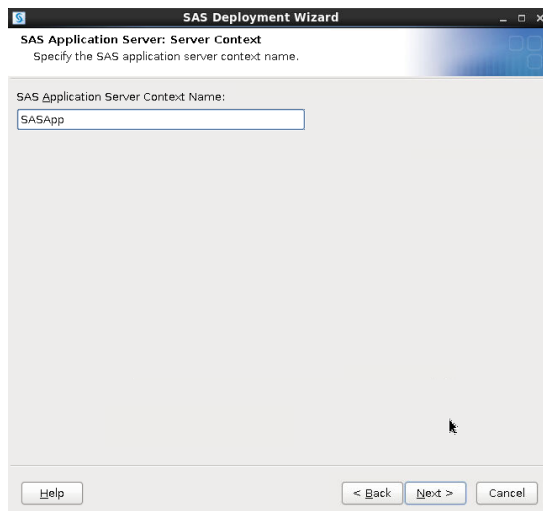 SAS Deployment Wizard
SAS Application Server: Server Context
Specify the SAS application server context name.
SAS Application Server Context Name:
SASApp
Help
< Back
Next >
Cancel